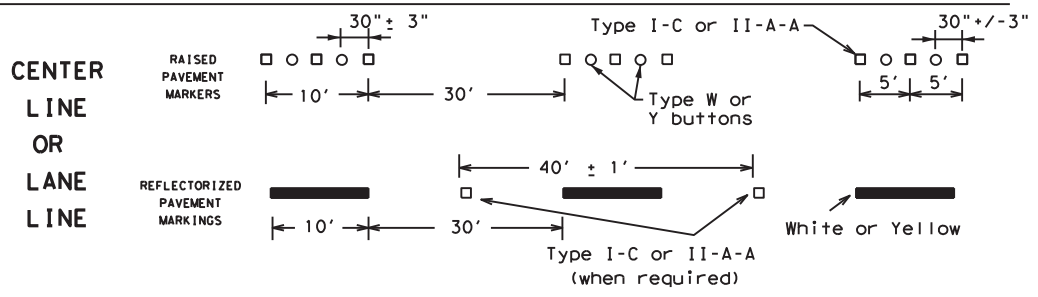 CENTER
LINE
OR
LANE
LINE
RAISED
PAVEMENT
MARKERS
30" ± 3"
Type I-C or II-A-A
30"+/-3"
10'
30'
5'
5'
Type W or
Y buttons
REFLECTORIZED
PAVEMENT
MARKINGS
40' ± 1'
10'
30'
White or Yellow
Type I-C or II-A-A
(when required)